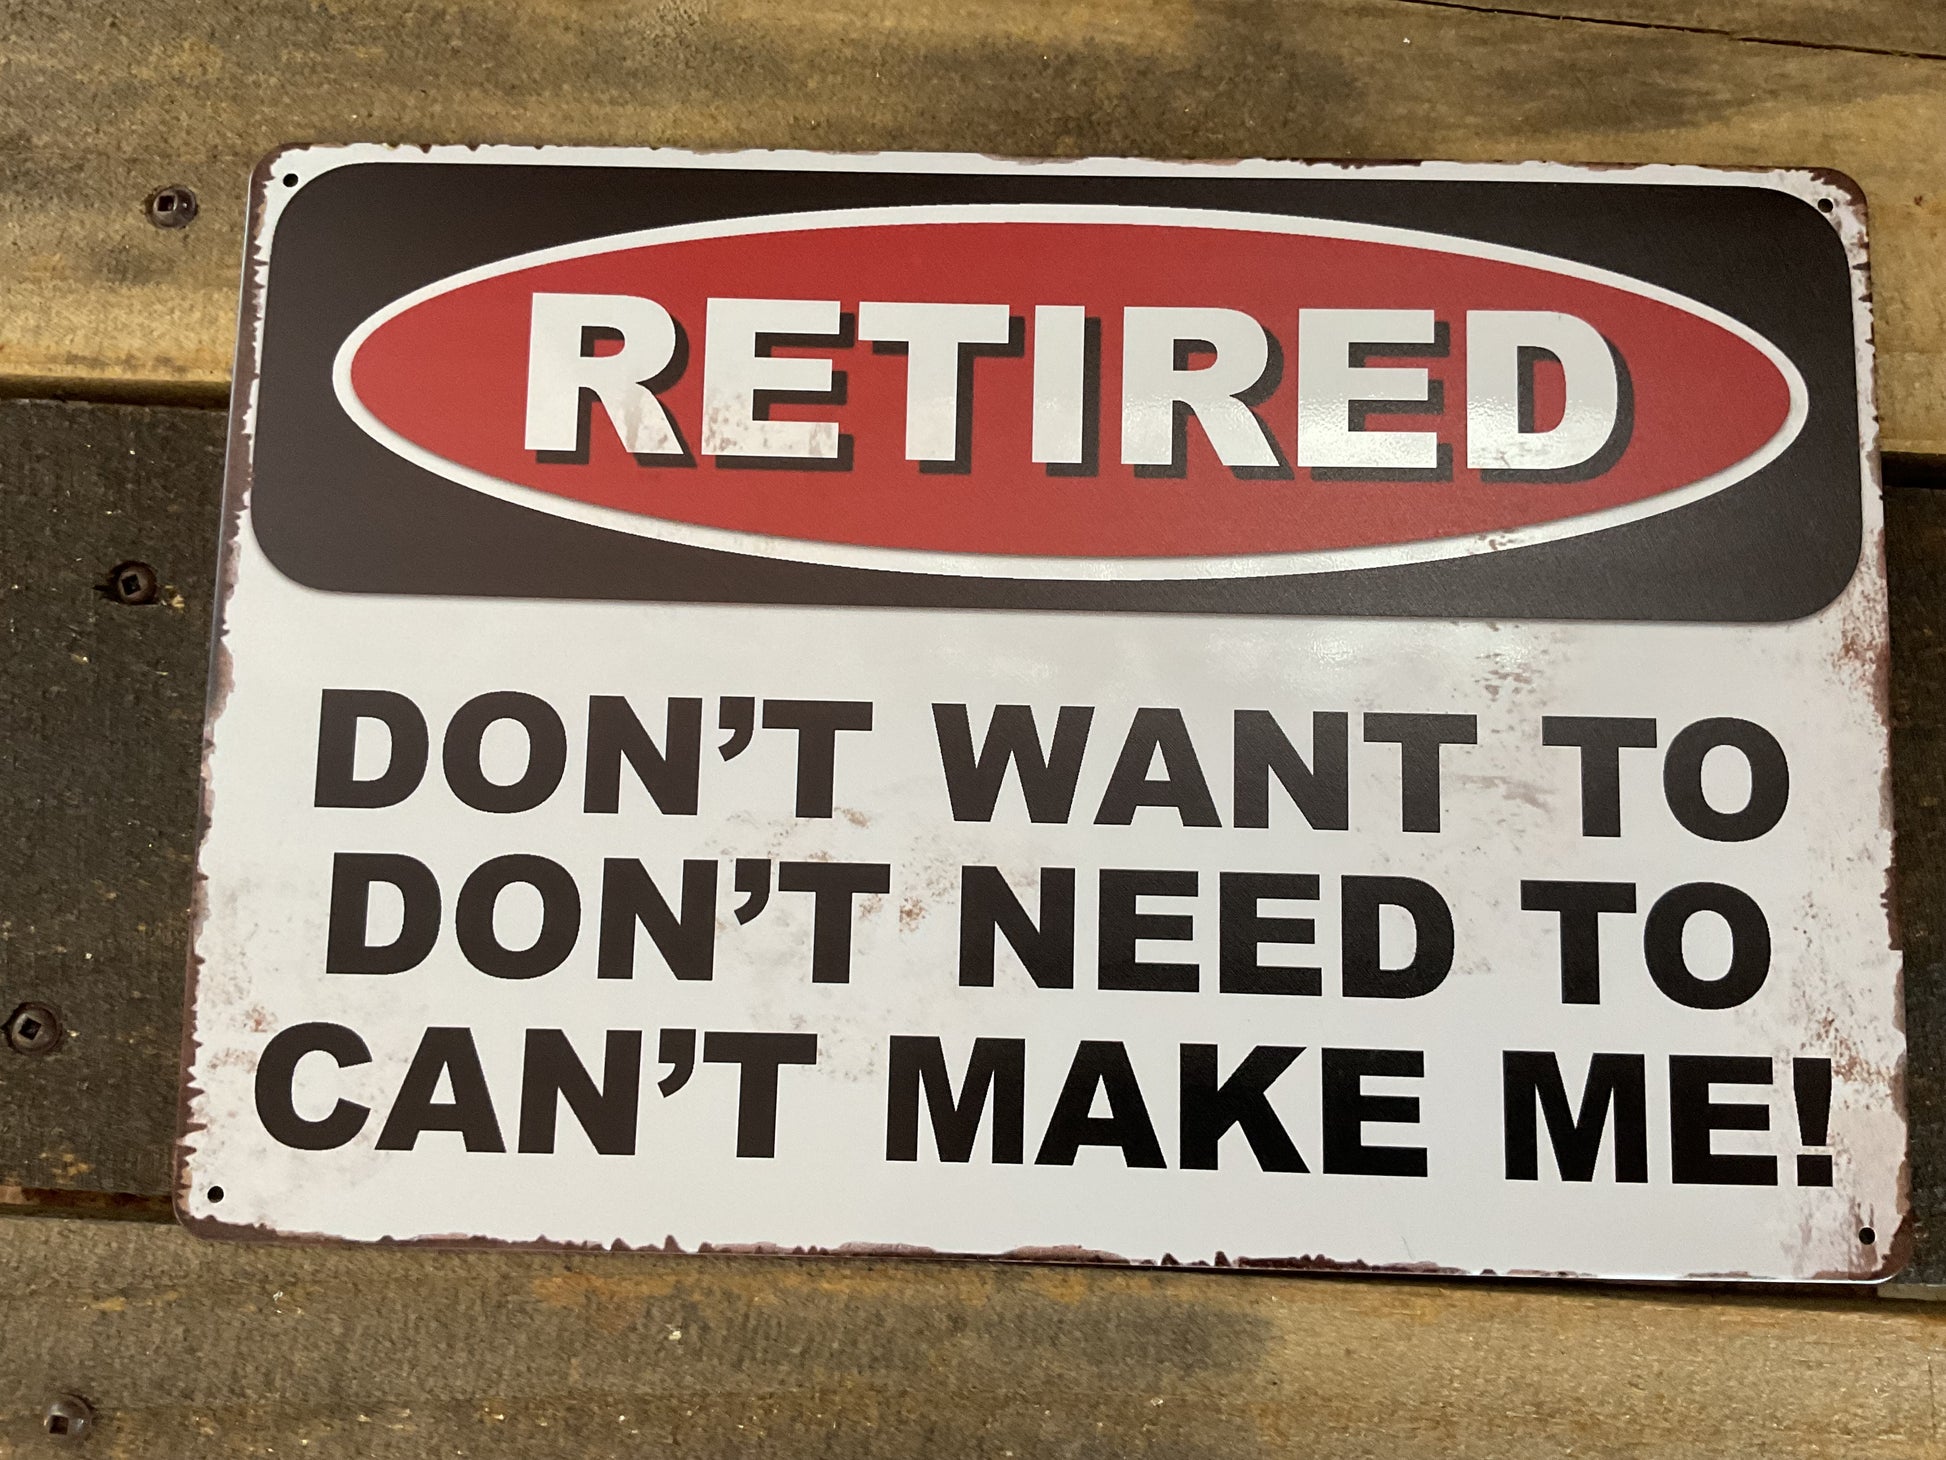 RETIRED
DON'T WANT TO
DON'T NEED TO
CAN'T MAKE ME!